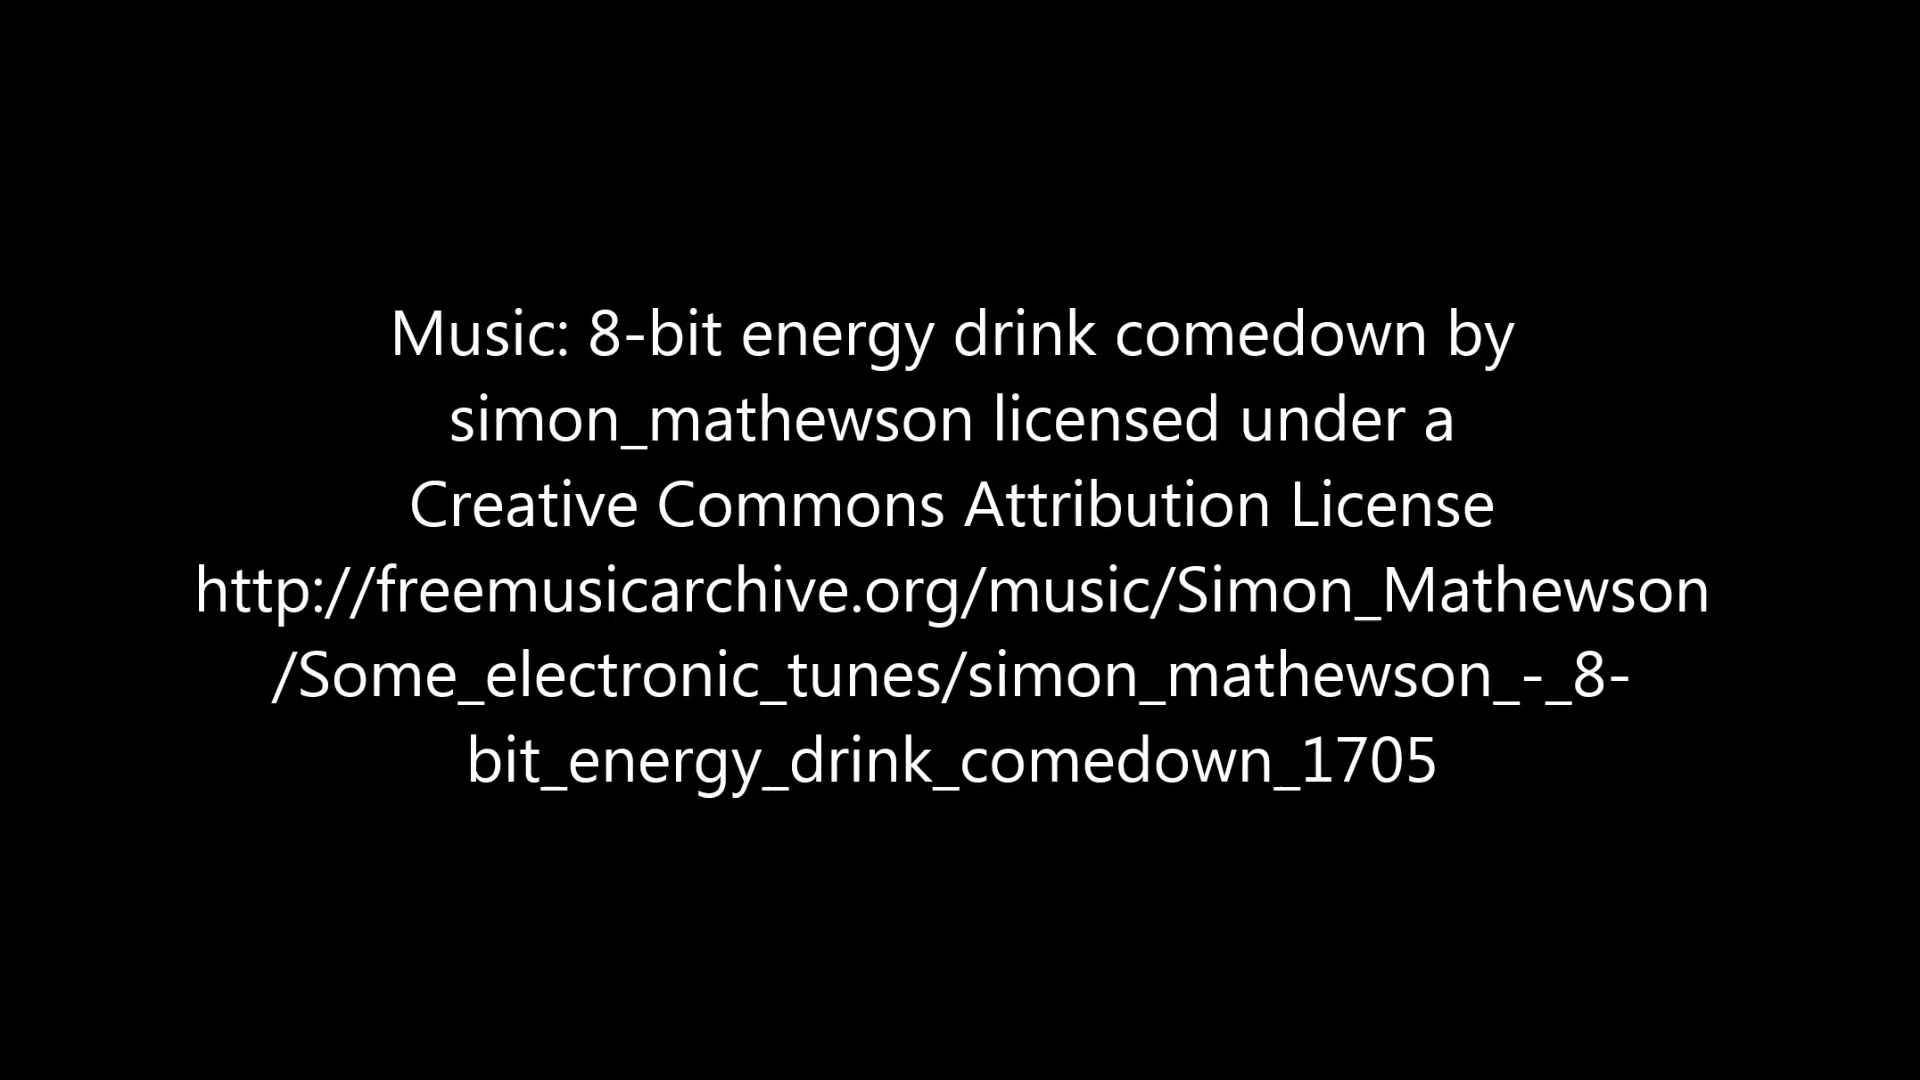 Music: 8-bit energy drink comedown by
simon_mathewson licensed under a
Creative Commons Attribution License
http://freemusicarchive.org/music/Simon_Mathewson
/Some_electronic_tunes/simon_mathewson_-_8-
bit_energy_drink_comedown_1705